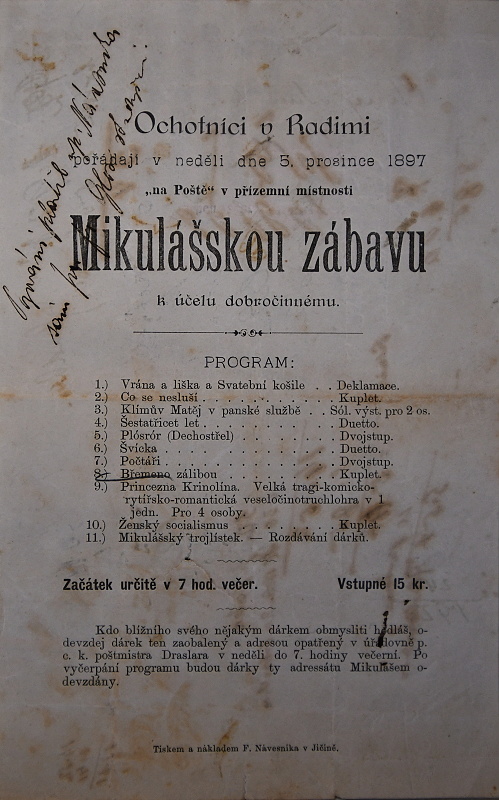 Ochotníci v Radimi
pořádají v neděli dne 5. prosince 1897
„na Poště“ v přízemní místnosti
Mikulášskou zábavu
k účelu dobročinnému.
PROGRAM:
1.) Vrána a liška a Svatební košile . . Deklamace.
2.) Co se nesluší . . . . . . . . . . Kuplet.
3.) Klímův Matěj v panské službě . . Sól. výst. pro 2 os.
4.) Šestatřicet let . . . . . . . . . . Duetto.
5.) Plósrór (Dechostřel) . . . . . . . Dvojstup.
6.) Švícka . . . . . . . . . . . . . Duetto.
7.) Počtáři . . . . . . . . . . . . . Dvojstup.
8.) Břemeno zálibou . . . . . . . . Kuplet.
9.) Princezna Krinolina. Velká tragi-komicko-
rytířsko-romantická veseločinotruchlohra v 1
jedn. Pro 4 osoby.
10.) Ženský socialismus . . . . . . . Kuplet.
11.) Mikulášský trojlístek. — Rozdávání dárků.
Začátek určitě v 7 hod. večer. Vstupné 15 kr.
Kdo bližního svého nějakým dárkem obmysliti hodláš, o-
devzdej dárek ten zaobalený a adresou opatřený v úřadovně p.
c. k. poštmistra Draslara v neděli do 7. hodiny večerní. Po
vyčerpání programu budou dárky ty adressátu Mikulášem o-
devzdány.
Tiskem a nákladem F. Návesníka v Jičíně.